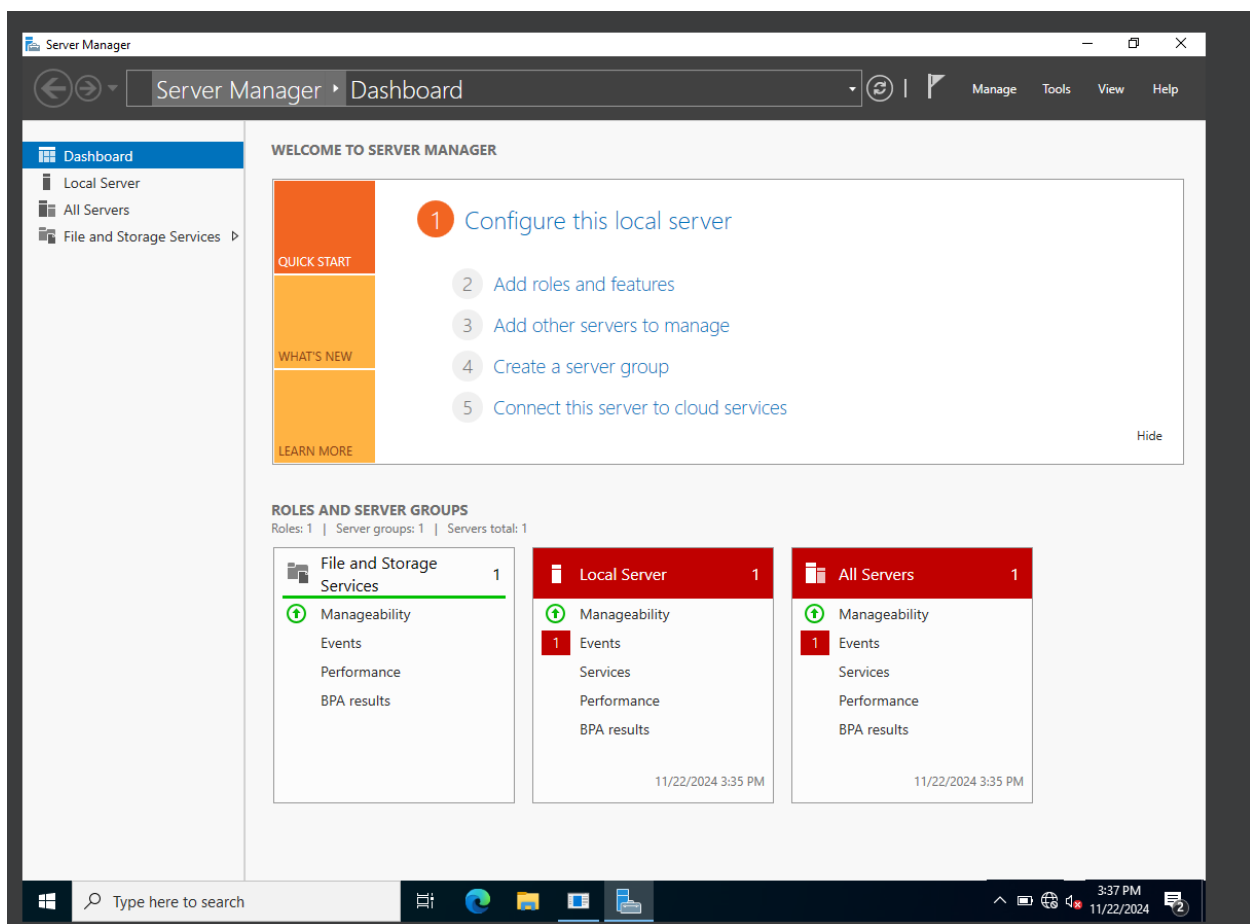 Server Manager
Server Manager ‣ Dashboard
Manage Tools View Help
Dashboard
Local Server
All Servers
File and Storage Services
WELCOME TO SERVER MANAGER
QUICK START
WHAT'S NEW
LEARN MORE
1 Configure this local server
2 Add roles and features
3 Add other servers to manage
4 Create a server group
5 Connect this server to cloud services
Hide
ROLES AND SERVER GROUPS
Roles: 1 | Server groups: 1 | Servers total: 1
File and Storage
Services 1
Manageability
Events
Performance
BPA results
Local Server 1
Manageability
1 Events
Services
Performance
BPA results
11/22/2024 3:35 PM
All Servers 1
Manageability
1 Events
Services
Performance
BPA results
11/22/2024 3:35 PM
Type here to search
3:37 PM
11/22/2024
2